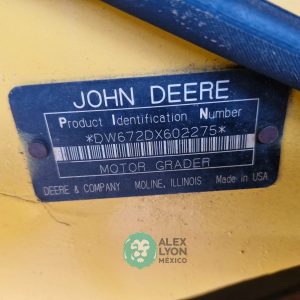 JOHN DEERE
Product Identification Number
*DW672DX602275*
MOTOR GRADER
DEERE & COMPANY MOLINE, ILLINOIS Made in USA
ALEX
LYON
MÉXICO